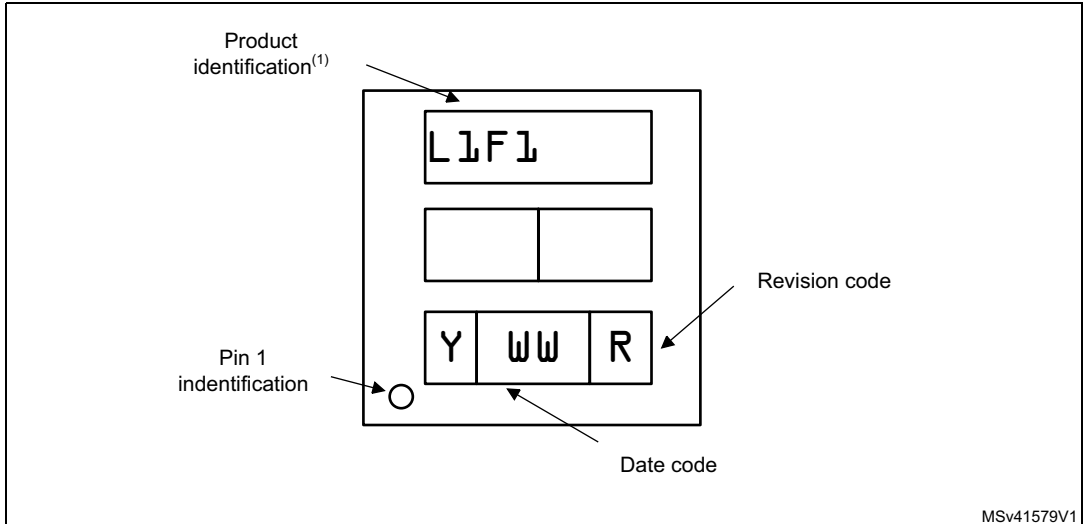 Product
identification(1)
L1F1
Revision code
Y WW R
Pin 1
indentification
Date code
MSv41579V1